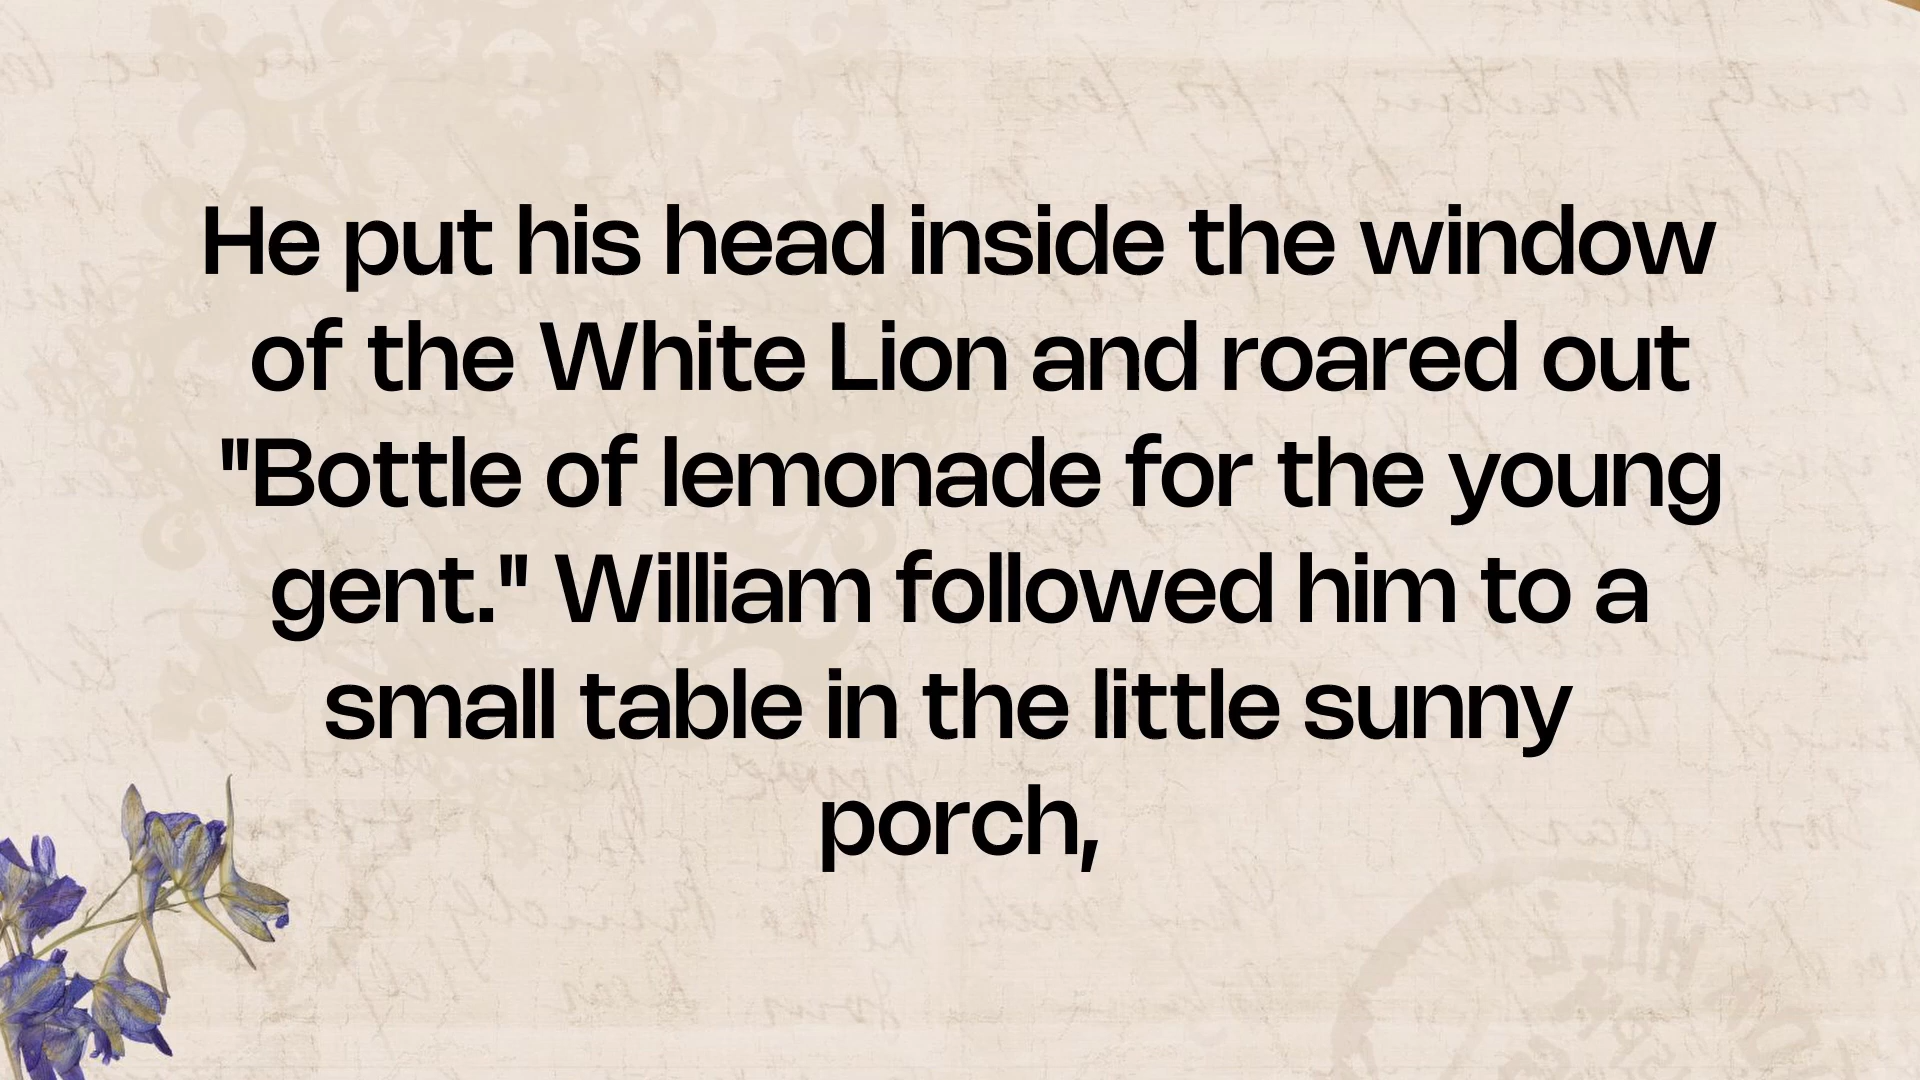 He put his head inside the window
of the White Lion and roared out
"Bottle of lemonade for the young
gent." William followed him to a
small table in the little sunny
porch,